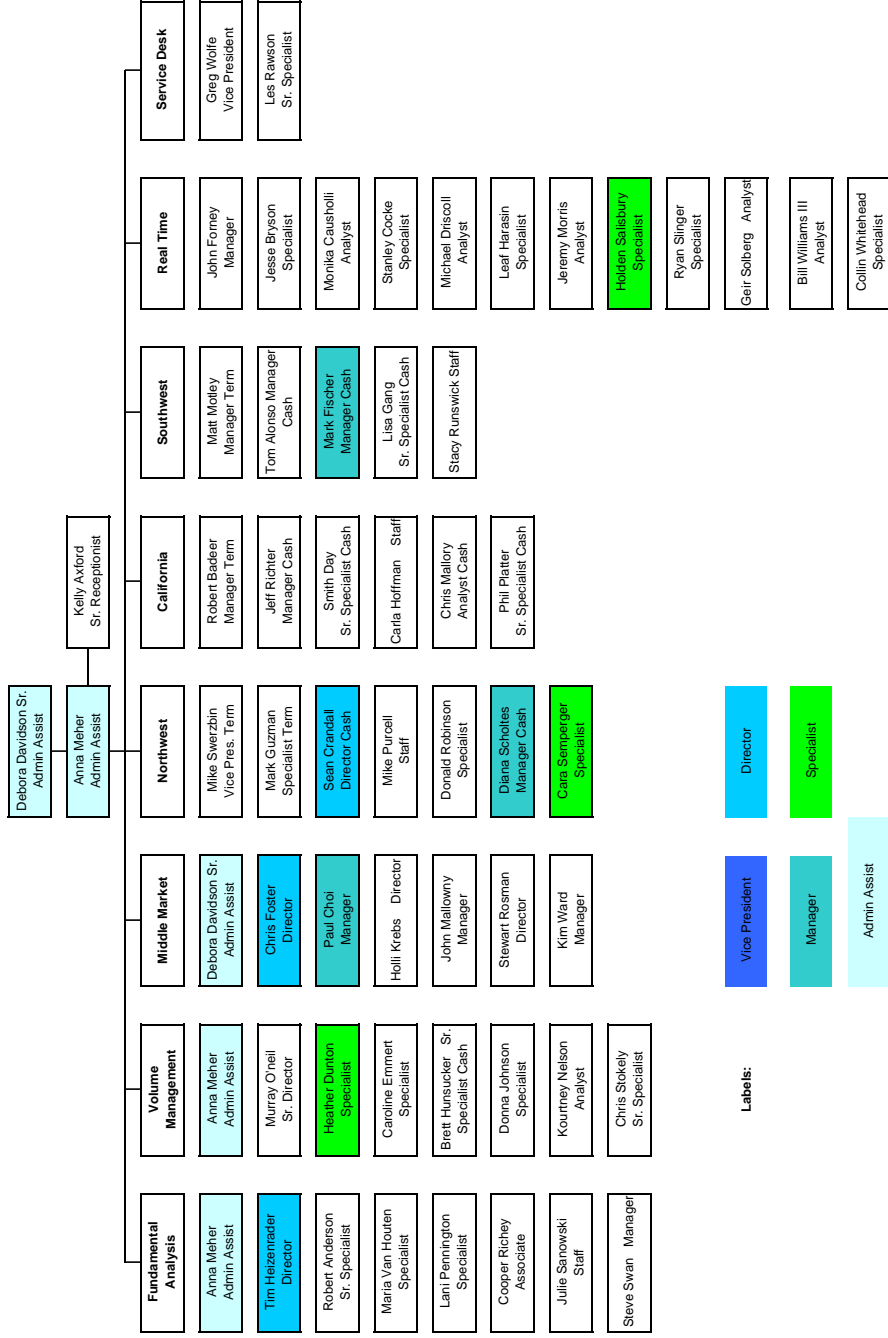 Debora Davidson Sr.
Admin Assist
Anna Meher
Admin Assist
Kelly Axford
Sr. Receptionist
Fundamental
Analysis
Anna Meher
Admin Assist
Tim Heizenrader
Director
Robert Anderson
Sr. Specialist
Maria Van Houten
Specialist
Lani Pennington
Specialist
Cooper Richey
Associate
Julie Sarnowski
Staff
Steve Swan Manager
Volume
Management
Anna Meher
Admin Assist
Murray O'neil
Sr. Director
Heather Dunton
Specialist
Caroline Emmert
Specialist
Brett Hunsucker Sr.
Specialist Cash
Donna Johnson
Specialist
Kourtney Nelson
Analyst
Chris Stokely
Sr. Specialist
Middle Market
Debora Davidson Sr.
Admin Assist
Chris Foster
Director
Paul Choi
Manager
Holli Krebs Director
John Mallowny
Manager
Stewart Rosman
Director
Kim Ward
Manager
Northwest
Mike Swerzbin
Vice Pres. Term
Mark Guzman
Specialist Term
Sean Crandall
Director Cash
Mike Purcell
Staff
Donald Robinson
Specialist
Diana Scholtes
Manager Cash
Cara Semperger
Specialist
California
Robert Badeer
Manager Term
Jeff Richter
Manager Cash
Smith Day
Sr. Specialist Cash
Carla Hoffman Staff
Chris Mallory
Analyst Cash
Phil Platter
Sr. Specialist Cash
Southwest
Matt Motley
Manager Term
Tom Alonso Manager
Cash
Mark Fischer
Manager Cash
Lisa Gang
Sr. Specialist Cash
Stacy Runswick Staff
Real Time
John Forney
Manager
Jesse Bryson
Specialist
Monika Causholli
Analyst
Stanley Cocke
Specialist
Michael Driscoll
Analyst
Leaf Harasin
Specialist
Jeremy Morris
Analyst
Holden Salisbury
Specialist
Ryan Slinger
Specialist
Geir Solberg Analyst
Bill Williams III
Analyst
Collin Whitehead
Specialist
Service Desk
Greg Wolfe
Vice President
Les Rawson
Sr. Specialist
Labels:
Vice President
Director
Manager
Specialist
Admin Assist